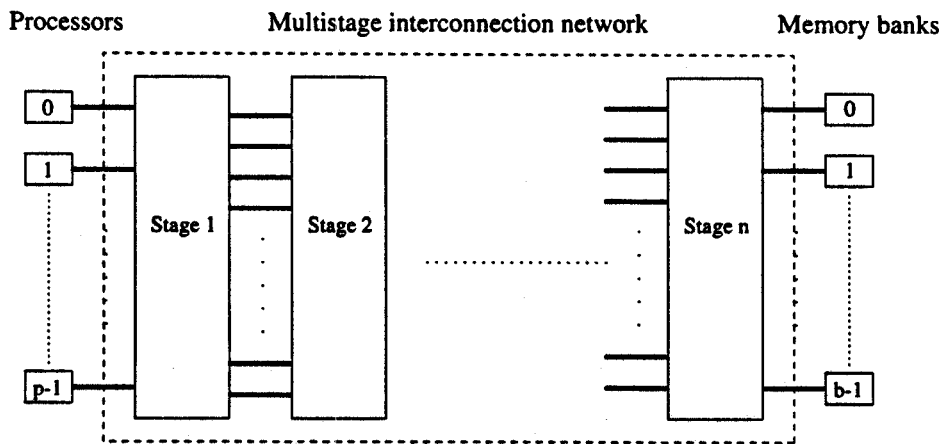 Processors Multistage interconnection network Memory banks
0 0
1 1
Stage 1 Stage 2 Stage n
p-1 b-1